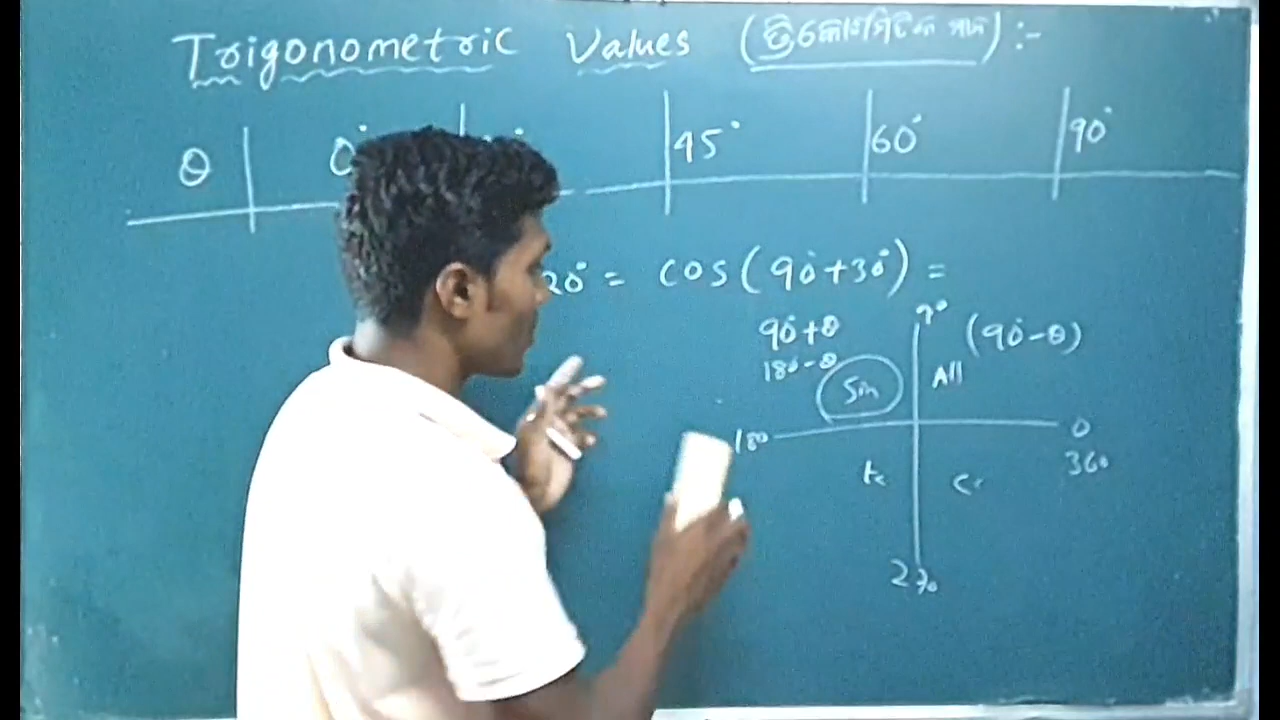 Trigonometric Values (ତ୍ରିକୋଣମିତିକ ମାନ) :-
θ 0° 45° 60° 90°
20° = cos(90°+30°) =
90°+θ 90 (90°-θ)
180-θ
Sin All
180 0
360
270